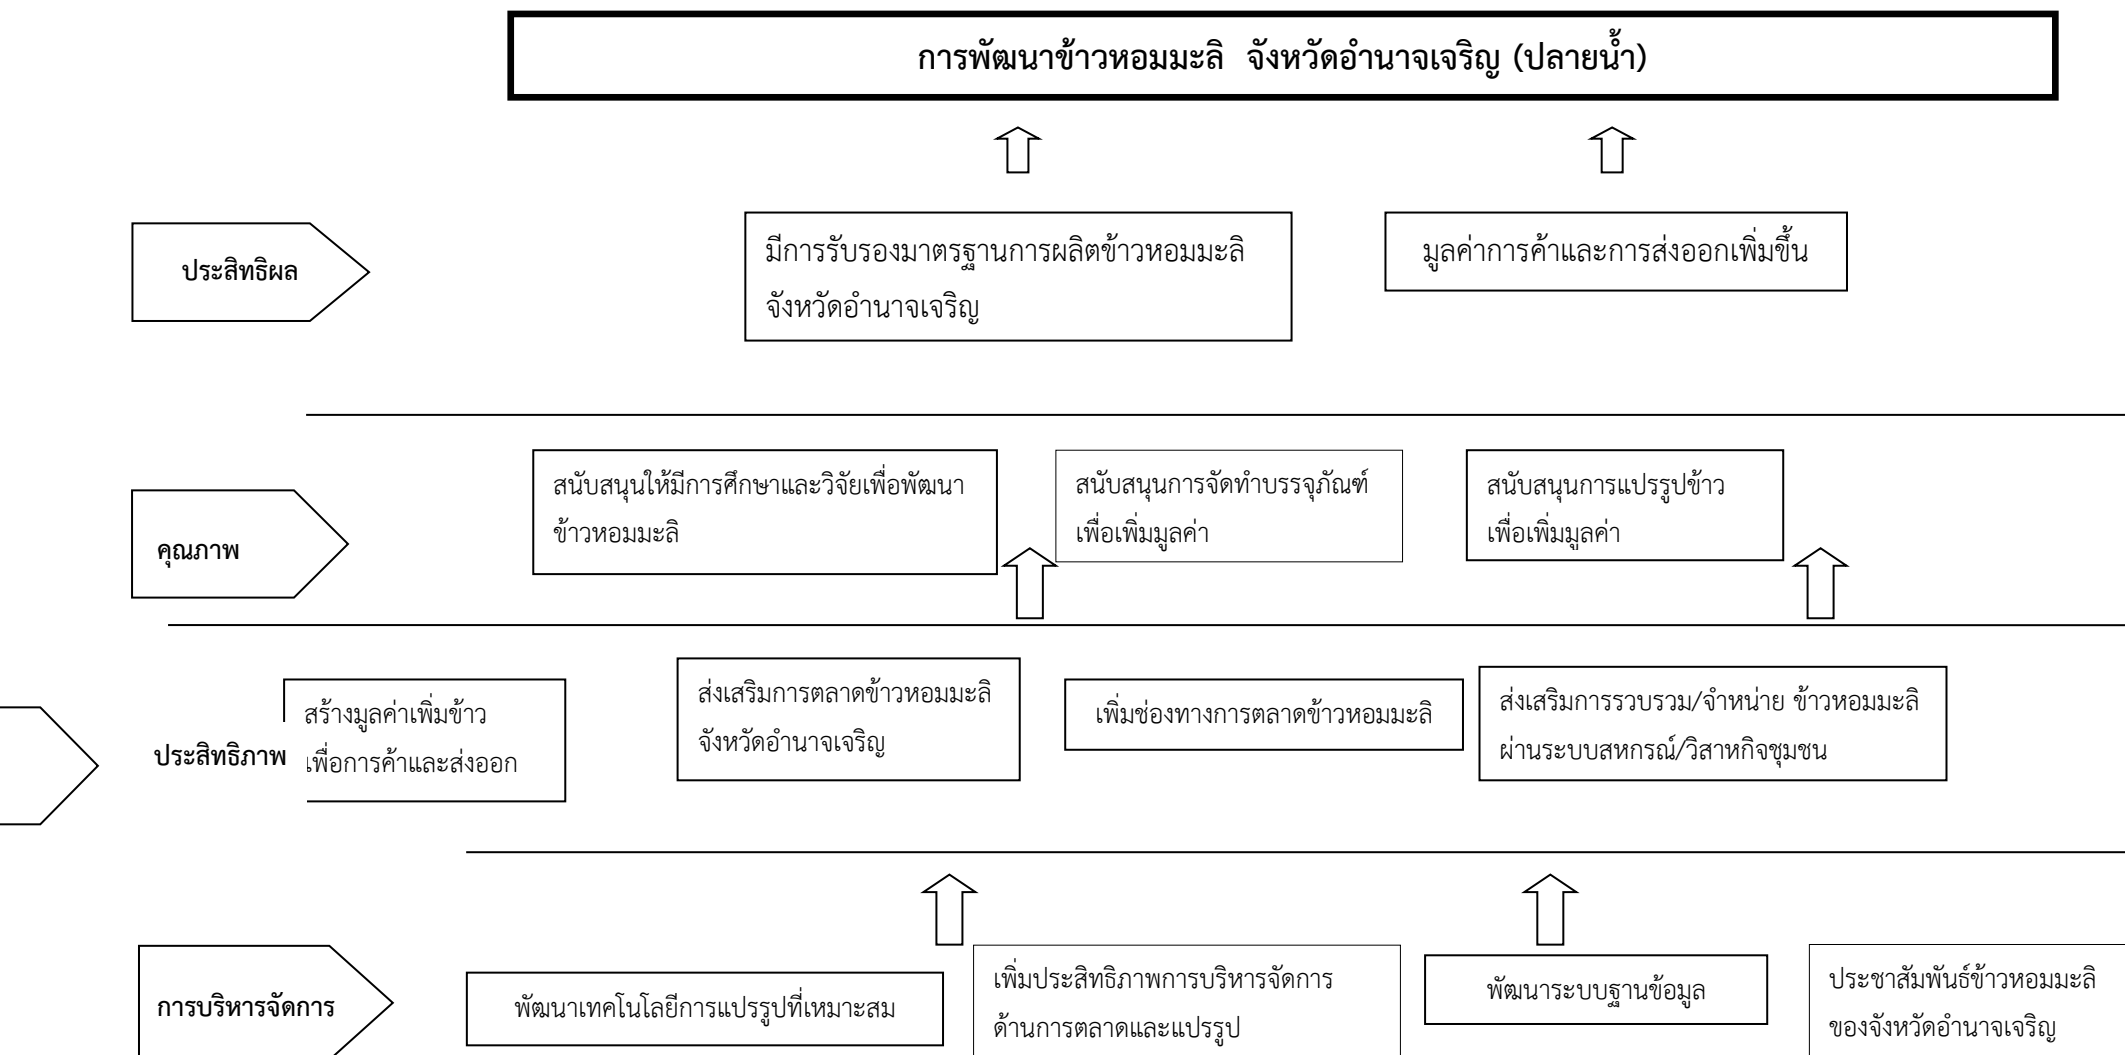 การพัฒนาข้าวหอมมะลิ จังหวัดอำนาจเจริญ (ปลายน้ำ)
ประสิทธิผล
มีการรับรองมาตรฐานการผลิตข้าวหอมมะลิ
จังหวัดอำนาจเจริญ
มูลค่าการค้าและการส่งออกเพิ่มขึ้น
คุณภาพ
สนับสนุนให้มีการศึกษาและวิจัยเพื่อพัฒนา
ข้าวหอมมะลิ
สนับสนุนการจัดทำบรรจุภัณฑ์
เพื่อเพิ่มมูลค่า
สนับสนุนการแปรรูปข้าว
เพื่อเพิ่มมูลค่า
ประสิทธิภาพ
สร้างมูลค่าเพิ่มข้าว
เพื่อการค้าและส่งออก
ส่งเสริมการตลาดข้าวหอมมะลิ
จังหวัดอำนาจเจริญ
เพิ่มช่องทางการตลาดข้าวหอมมะลิ
ส่งเสริมการรวบรวม/จำหน่าย ข้าวหอมมะลิ
ผ่านระบบสหกรณ์/วิสาหกิจชุมชน
การบริหารจัดการ
พัฒนาเทคโนโลยีการแปรรูปที่เหมาะสม
เพิ่มประสิทธิภาพการบริหารจัดการ
ด้านการตลาดและแปรรูป
พัฒนาระบบฐานข้อมูล
ประชาสัมพันธ์ข้าวหอมมะลิ
ของจังหวัดอำนาจเจริญ